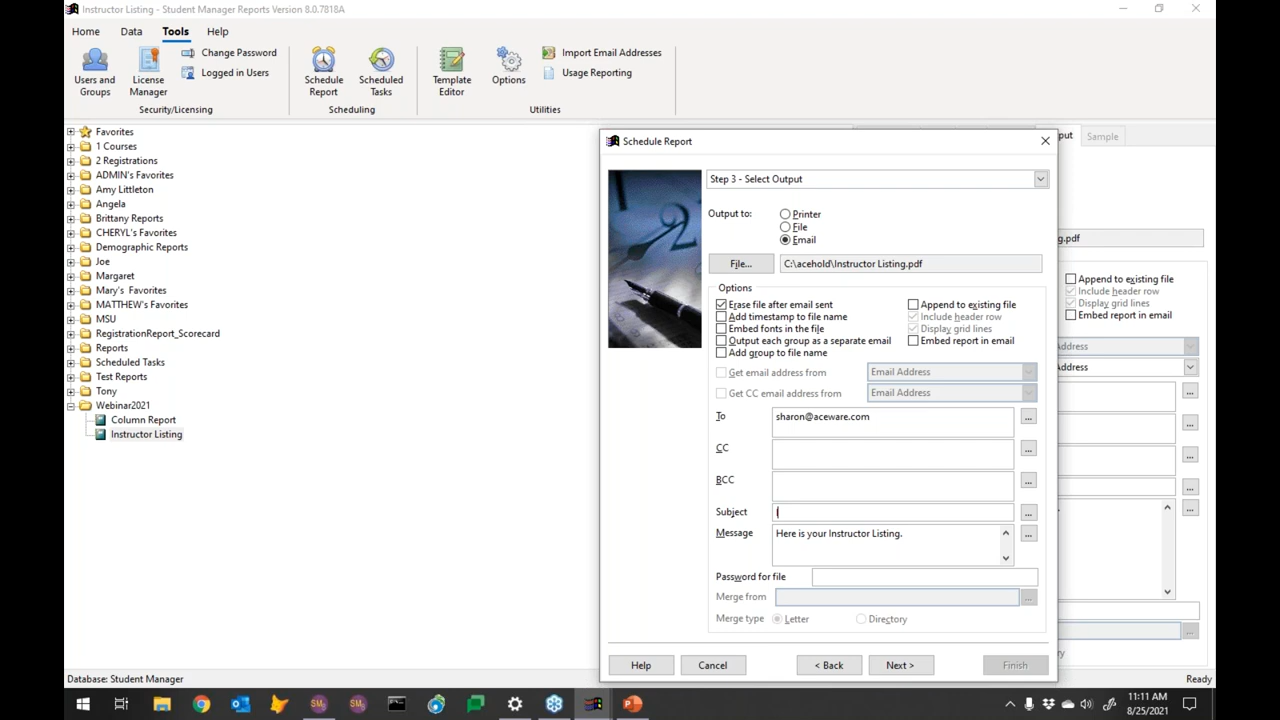 Instructor Listing - Student Manager Reports Version 8.0.7818A
Home Data Tools Help
Users and Groups
License Manager
Change Password
Logged in Users
Security/Licensing
Schedule Report
Scheduled Tasks
Scheduling
Template Editor
Options
Import Email Addresses
Usage Reporting
Utilities
Favorites
1 Courses
2 Registrations
ADMIN's Favorites
Amy Littleton
Angela
Brittany Reports
CHERYL's Favorites
Demographic Reports
Joe
Margaret
Mary's Favorites
MATTHEW's Favorites
MSU
RegistrationReport_Scorecard
Reports
Scheduled Tasks
Test Reports
Tony
Webinar2021
Column Report
Instructor Listing
Schedule Report
Step 3 - Select Output
Output to:
Printer
File
Email
File... C:\acehold\Instructor Listing.pdf
Options
Erase file after email sent
Add timestamp to file name
Embed fonts in the file
Output each group as a separate email
Add group to file name
Append to existing file
Include header row
Display grid lines
Embed report in email
Get email address from Email Address
Get CC email address from Email Address
To sharon@aceware.com ...
CC ...
BCC ...
Subject ...
Message Here is your Instructor Listing. ...
Password for file
Merge from ...
Merge type Letter Directory
Help Cancel < Back Next > Finish
put Sample
g.pdf
Append to existing file
Include header row
Display grid lines
Embed report in email
Address
Address
...
...
...
...
...
...
Database: Student Manager
Ready
11:11 AM
8/25/2021